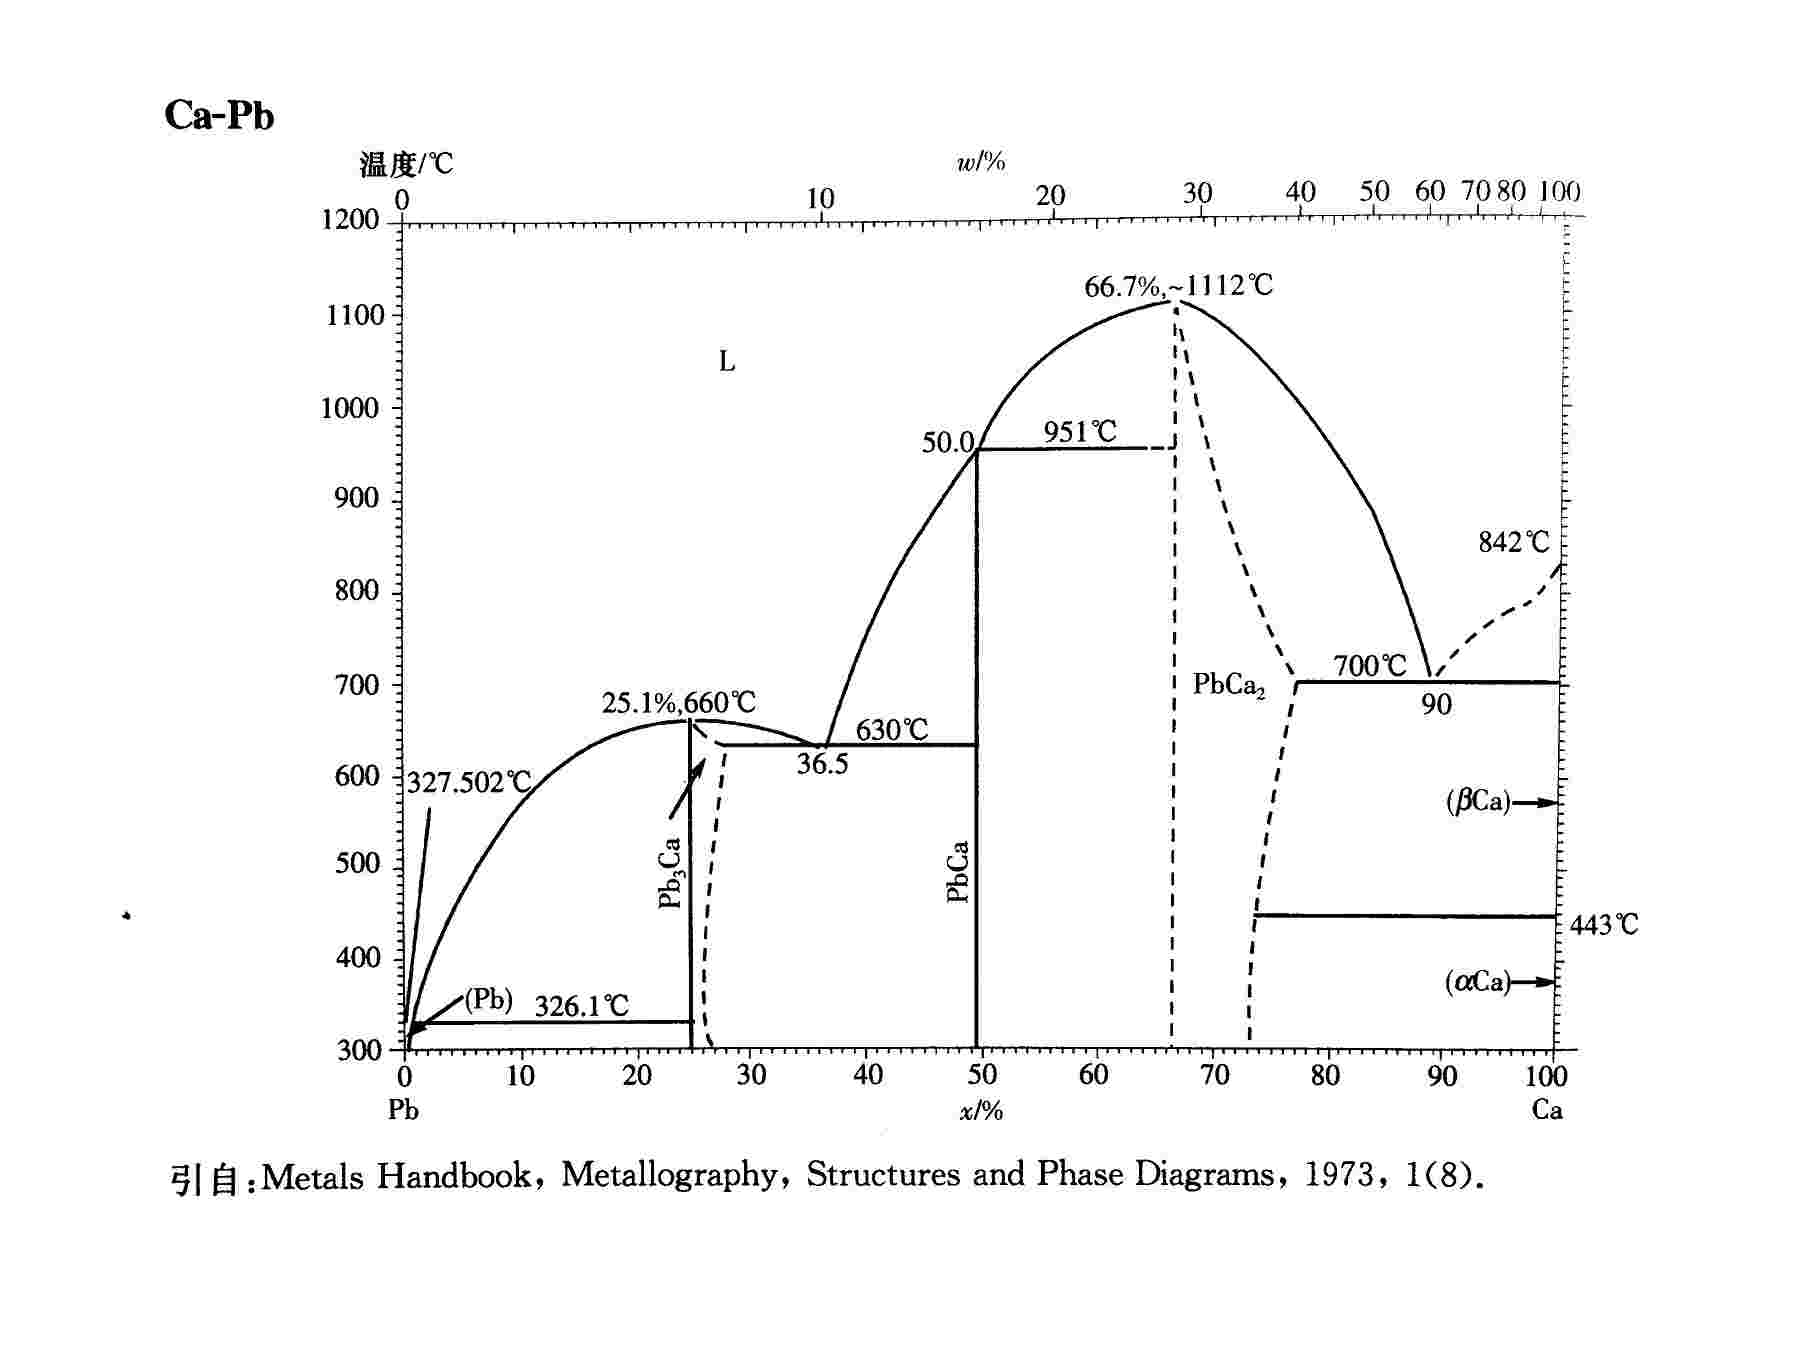 Ca-Pb
温度/℃
w/%
0 10 20 30 40 50 60 70 80 100
1200
66.7%,~1112℃
1100
L
1000
50.0 951℃
900
842℃
800
700℃
700
PbCa₂
25.1%,660℃
90
630℃
36.5
600
327.502℃
(βCa)
Pb₃Ca
PbCa
500
443℃
400
(αCa)
(Pb) 326.1℃
300
0 10 20 30 40 50 60 70 80 90 100
Pb x/% Ca
引自:Metals Handbook, Metallography, Structures and Phase Diagrams, 1973, 1(8).